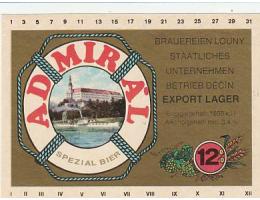 1 3 5 7 9 11 13 15 17 19 21 23 25 27 29 31
ADMIRÁL
SPEZIAL BIER
BRAUEREIEN LOUNY
STAATLICHES
UNTERNEHMEN
BETRIEB DĚČÍN
EXPORT LAGER
12
I II III IV V VI VII VIII IX X XI XII